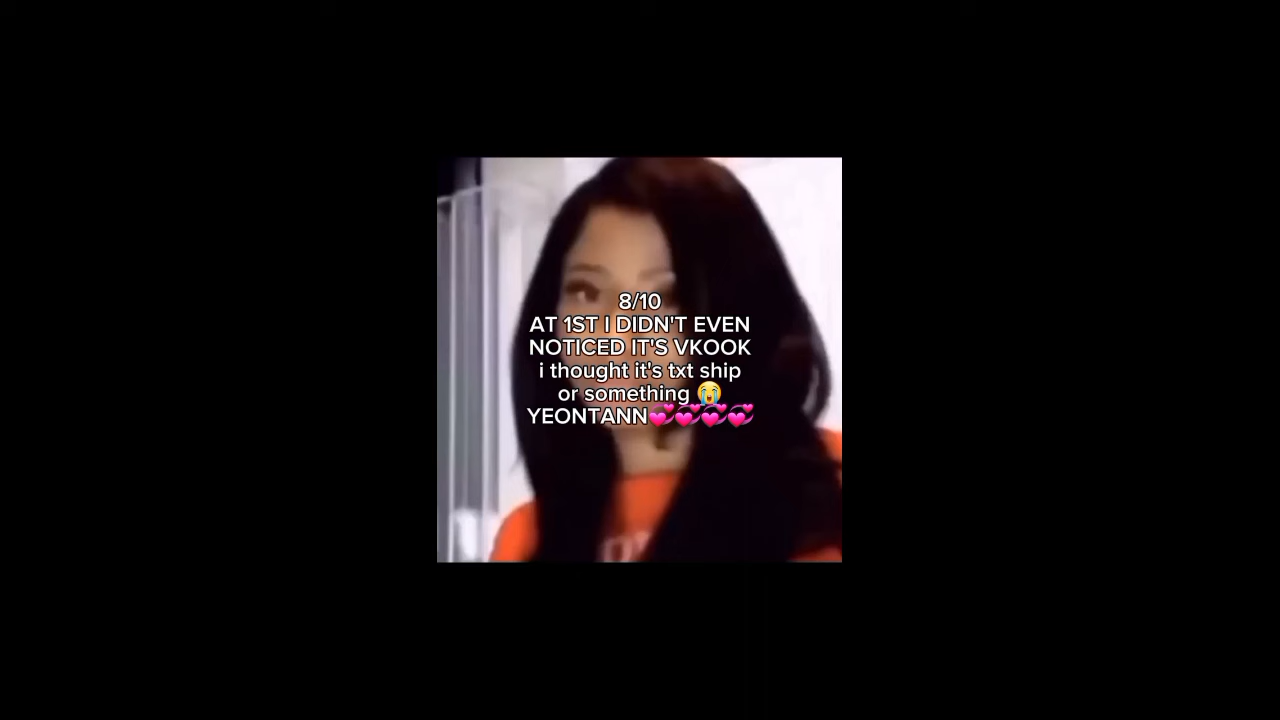 8/10
AT 1ST I DIDN'T EVEN
NOTICED IT'S VKOOK
i thought it's txt ship
or something 😭
YEONTANN💞💞💞💞